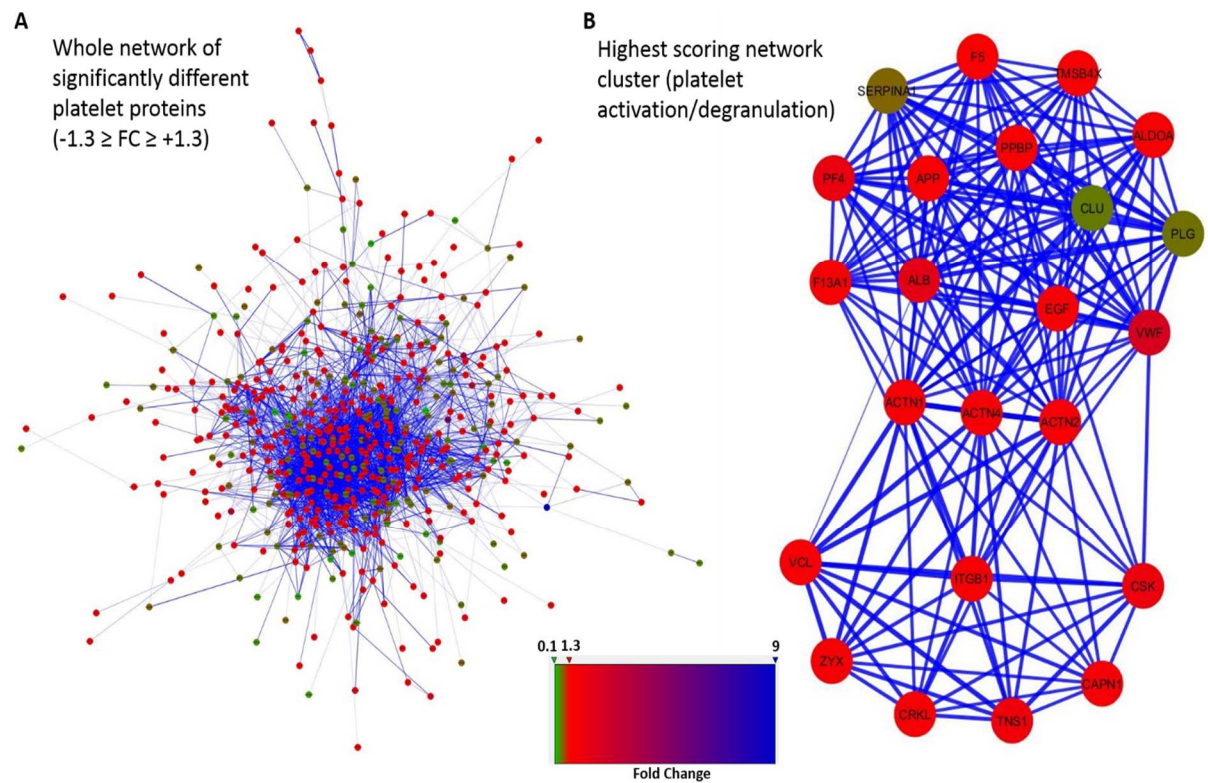 A
Whole network of
significantly different
platelet proteins
(-1.3 ≥ FC ≥ +1.3)
B
Highest scoring network
cluster (platelet
activation/degranulation)
F5
TMSB4X
SERPINA1
ALDOA
PPBP
PF4
APP
CLU
PLG
F13A1
ALB
EGF
VWF
ACTN1
ACTN4
ACTN2
VCL
ITGB1
CSK
ZYX
CAPN1
CRKL
TNS1
0.1 1.3 9
Fold Change